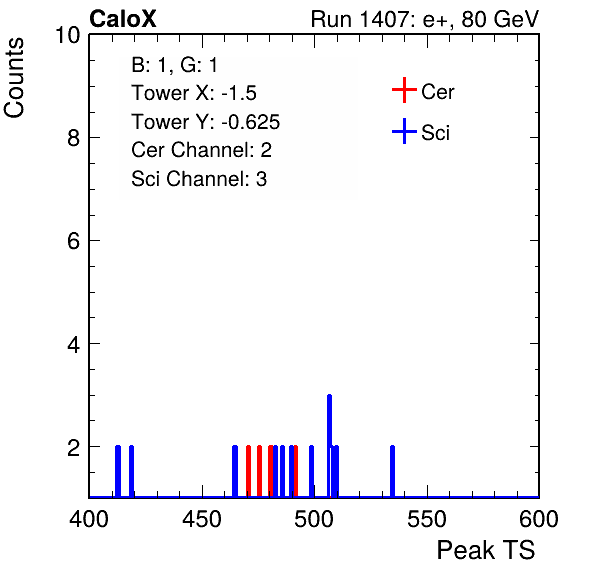 CaloX Run 1407: e+, 80 GeV
Counts
10
8
6
4
2
B: 1, G: 1
Tower X: -1.5
Tower Y: -0.625
Cer Channel: 2
Sci Channel: 3
Cer
Sci
400 450 500 550 600
Peak TS